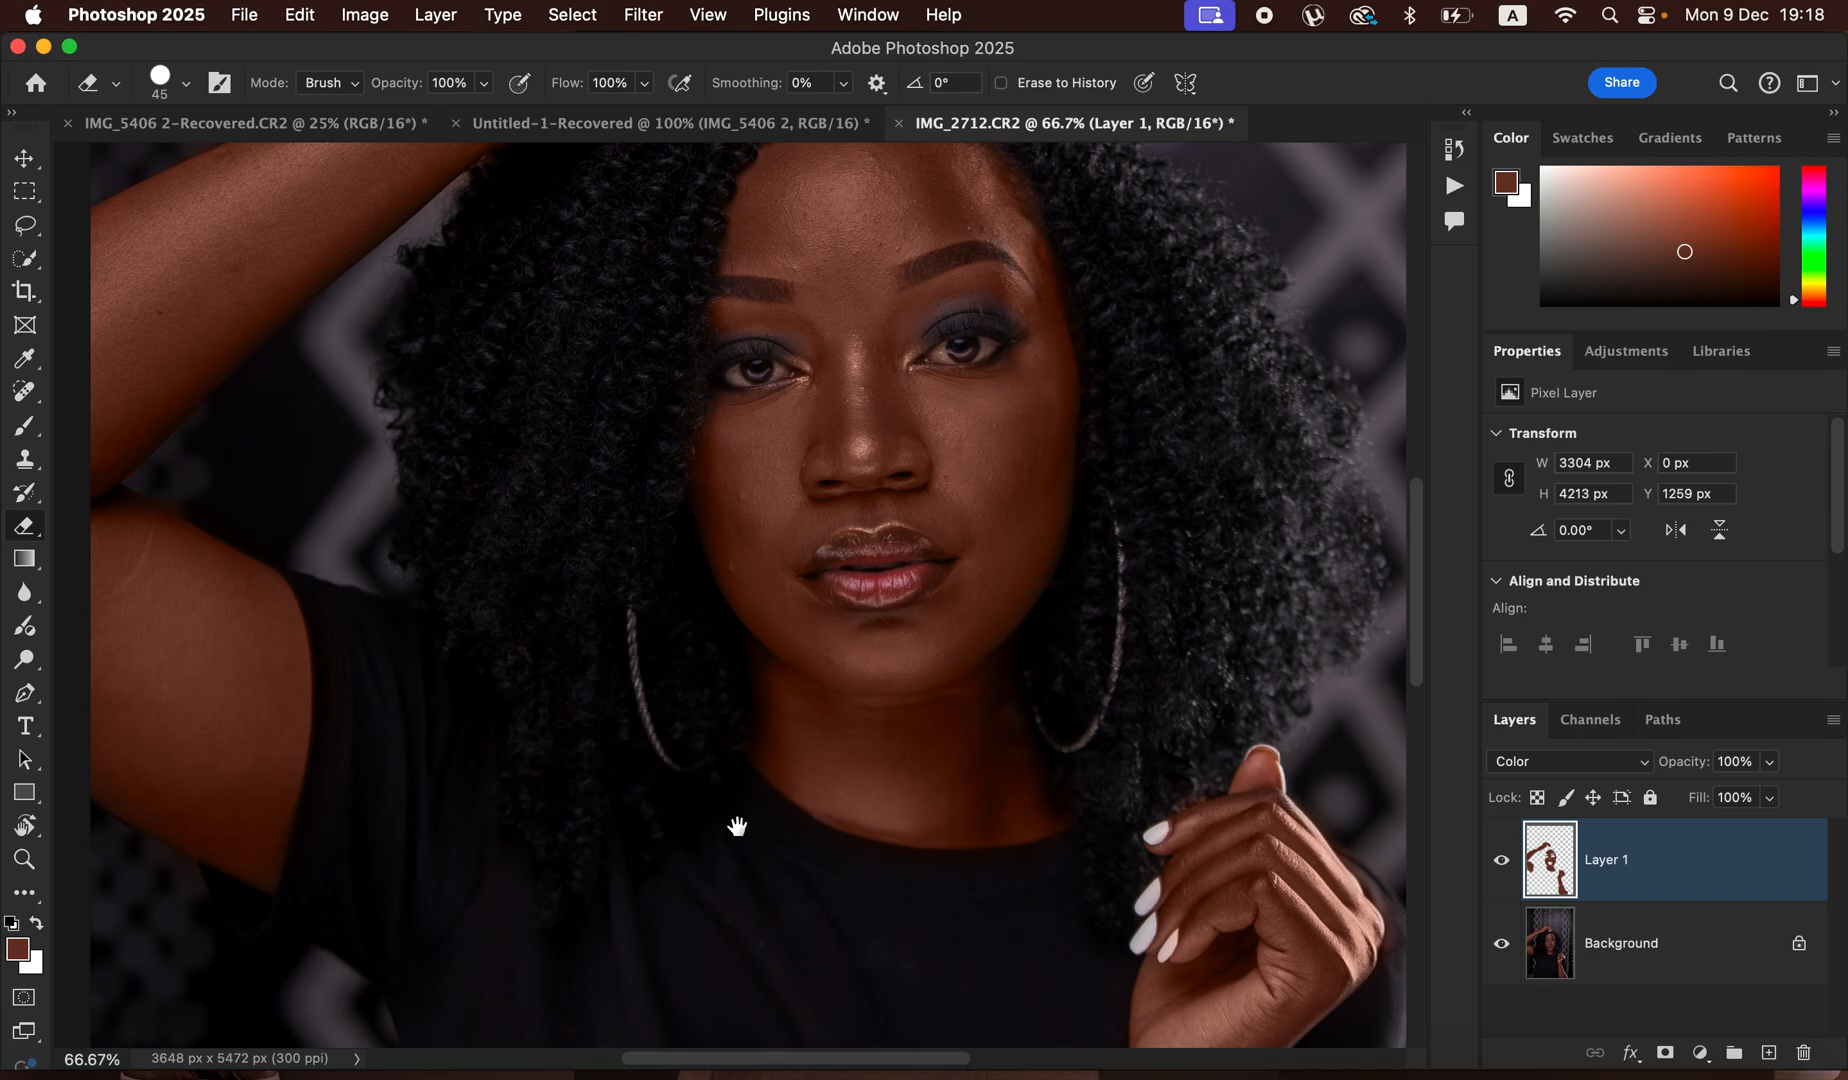 Photoshop 2025 File Edit Image Layer Type Select Filter View Plugins Window Help A Mon 9 Dec 19:18
Adobe Photoshop 2025
45 Mode: Brush Opacity: 100% Flow: 100% Smoothing: 0% 0° Erase to History Share
IMG_5406 2-Recovered.CR2 @ 25% (RGB/16*) * Untitled-1-Recovered @ 100% (IMG_5406 2, RGB/16) * IMG_2712.CR2 @ 66.7% (Layer 1, RGB/16*) *
Color Swatches Gradients Patterns
Properties Adjustments Libraries
Pixel Layer
Transform
W 3304 px X 0 px
H 4213 px Y 1259 px
0.00°
Align and Distribute
Align:
Layers Channels Paths
Color Opacity: 100%
Lock: Fill: 100%
Layer 1
Background
66.67% 3648 px x 5472 px (300 ppi)